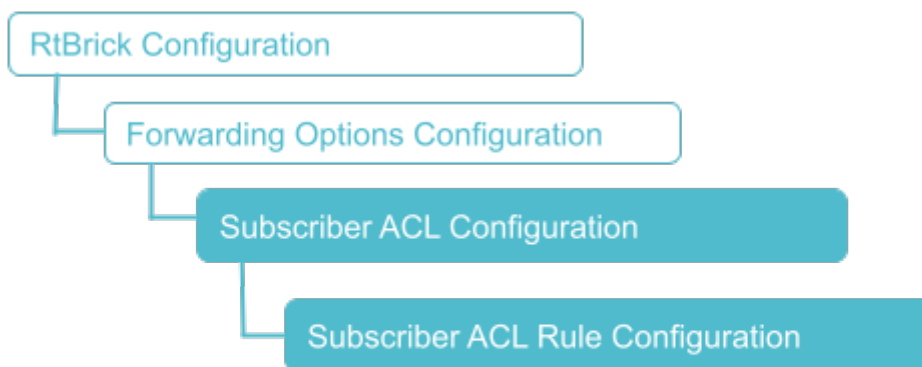 RtBrick Configuration
Forwarding Options Configuration
Subscriber ACL Configuration
Subscriber ACL Rule Configuration